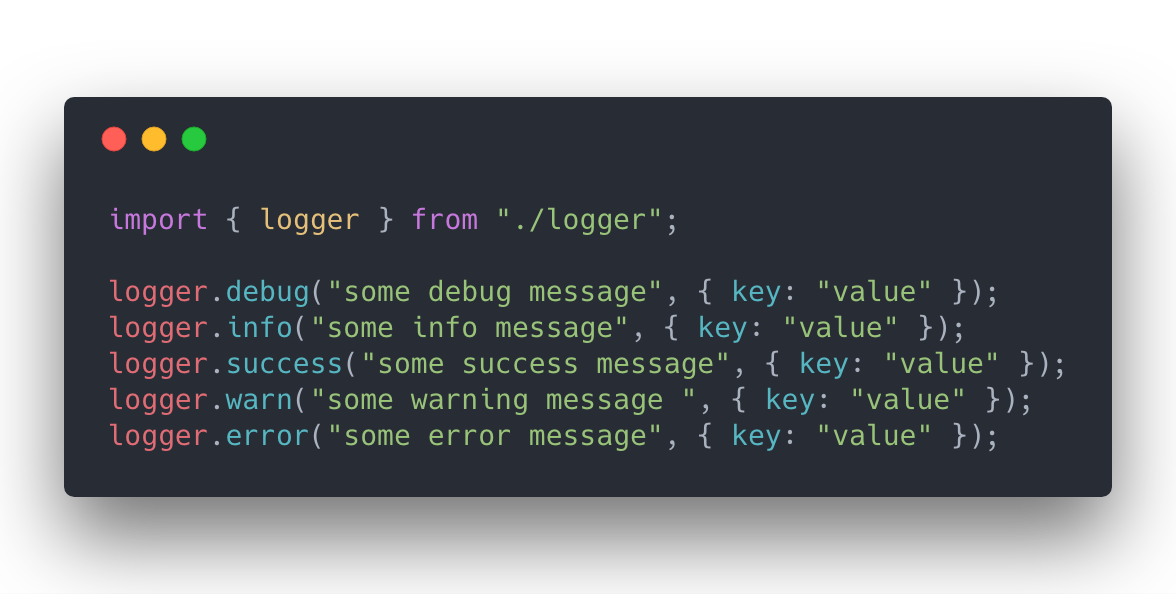 import { logger } from "./logger";
logger.debug("some debug message", { key: "value" });
logger.info("some info message", { key: "value" });
logger.success("some success message", { key: "value" });
logger.warn("some warning message ", { key: "value" });
logger.error("some error message", { key: "value" });